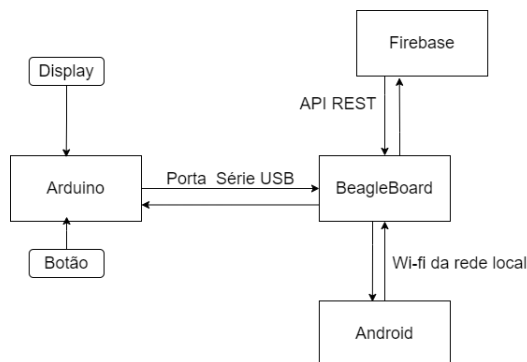 Firebase
Display
API REST
Arduino
Porta Série USB
BeagleBoard
Botão
Wi-fi da rede local
Android